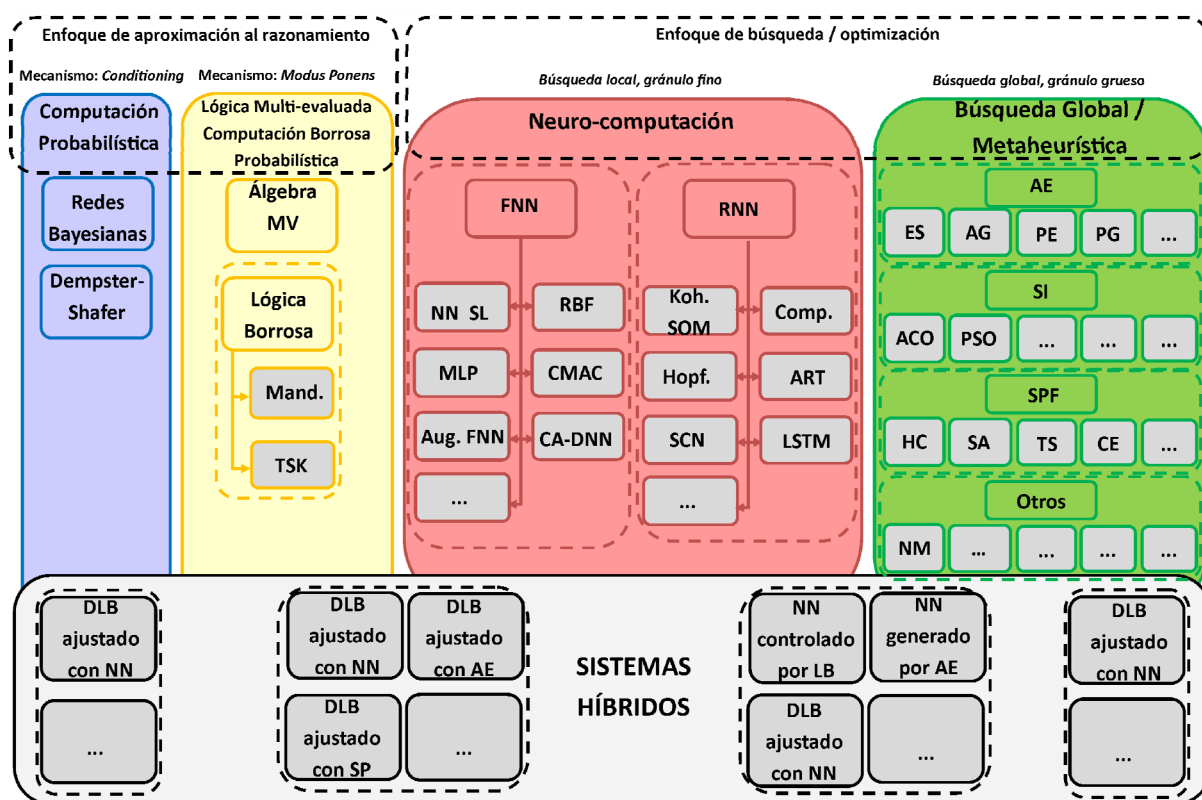 Enfoque de aproximación al razonamiento
Enfoque de búsqueda / optimización
Mecanismo: Conditioning
Mecanismo: Modus Ponens
Búsqueda local, gránulo fino
Búsqueda global, gránulo grueso
Computación
Probabilística
Lógica Multi-evaluada
Computación Borrosa
Probabilística
Neuro-computación
Búsqueda Global /
Metaheurística
Redes
Bayesianas
Dempster-
Shafer
Álgebra
MV
Lógica
Borrosa
Mand.
TSK
FNN
NN SL
RBF
MLP
CMAC
Aug. FNN
CA-DNN
...
RNN
Koh.
SOM
Comp.
Hopf.
ART
SCN
LSTM
...
AE
ES
AG
PE
PG
...
SI
ACO
PSO
...
...
...
SPF
HC
SA
TS
CE
...
Otros
NM
...
...
...
...
DLB
ajustado
con NN
...
DLB
ajustado
con NN
DLB
ajustado
con AE
DLB
ajustado
con SP
...
SISTEMAS
HÍBRIDOS
NN
controlado
por LB
NN
generado
por AE
DLB
ajustado
con NN
...
DLB
ajustado
con NN
...